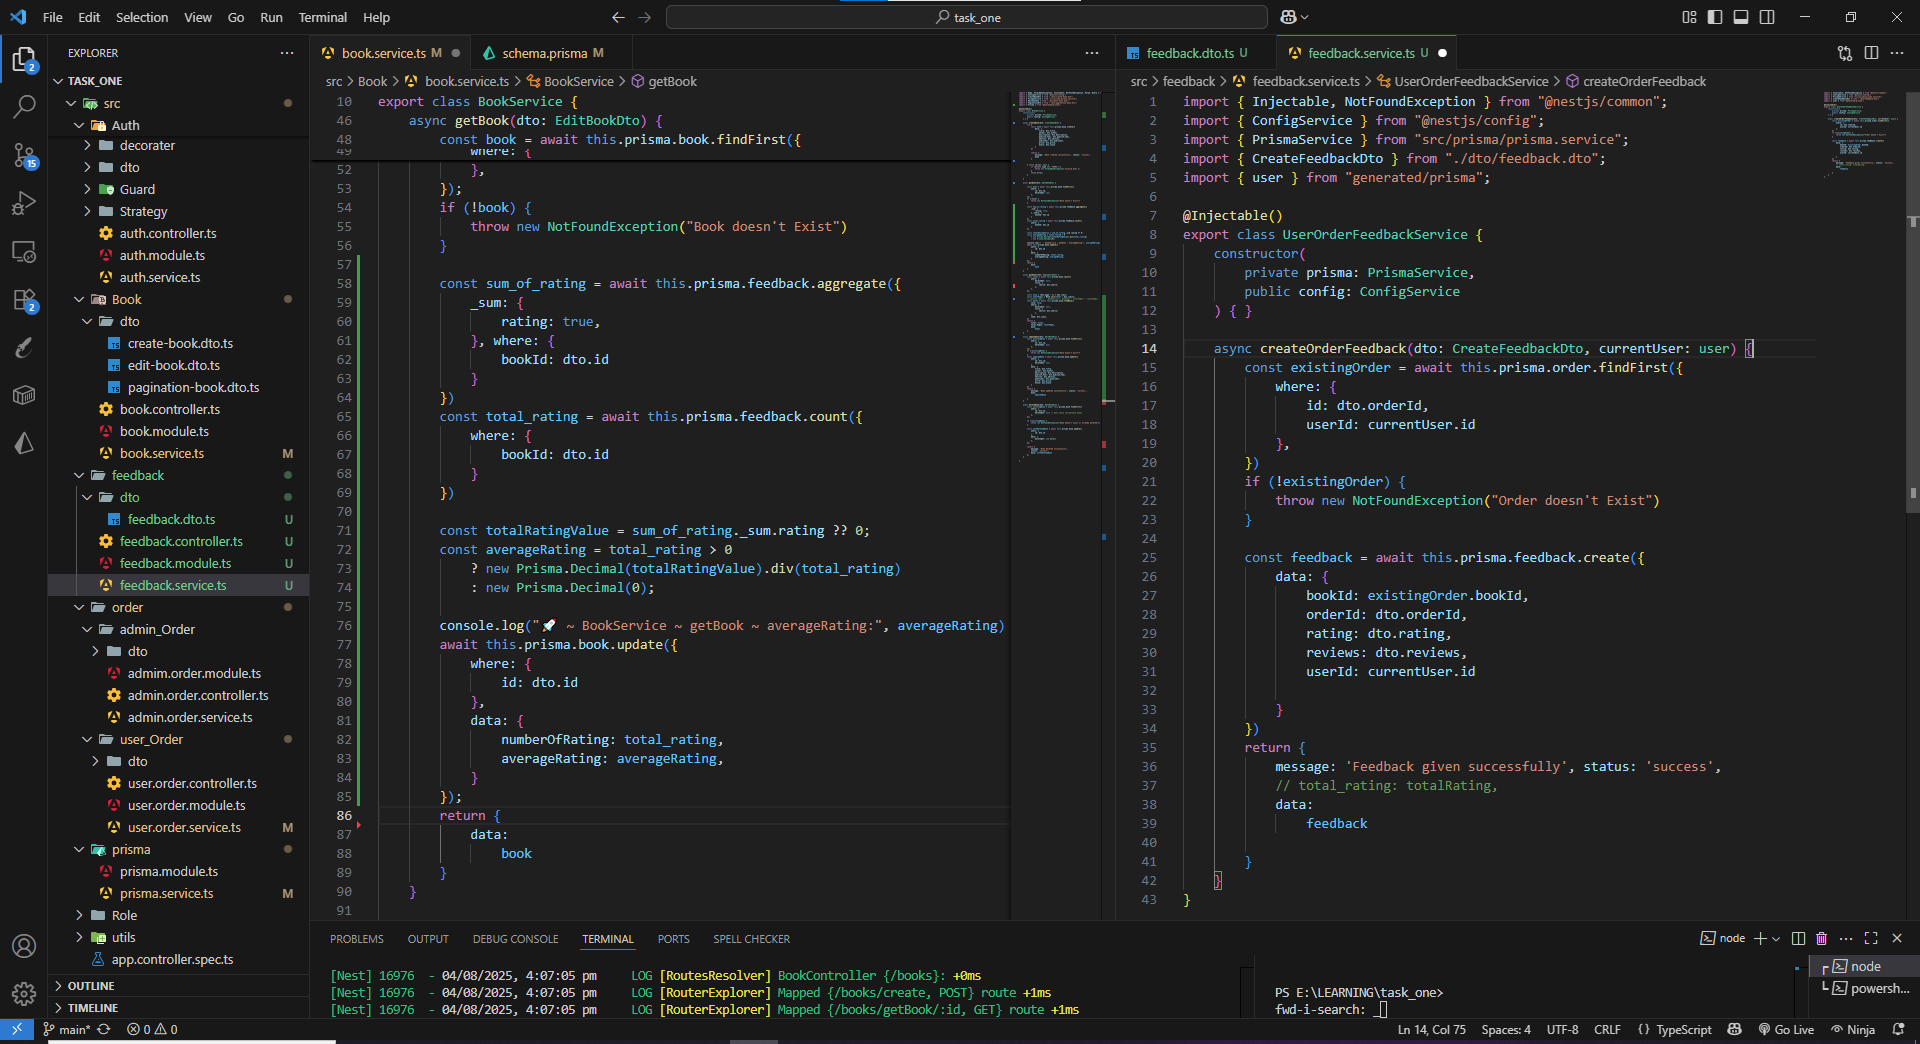 File Edit Selection View Go Run Terminal Help
task_one
EXPLORER
TASK_ONE
src
Auth
decorater
dto
Guard
Strategy
auth.controller.ts
auth.module.ts
auth.service.ts
Book
dto
create-book.dto.ts
edit-book.dto.ts
pagination-book.dto.ts
book.controller.ts
book.module.ts
book.service.ts M
feedback
dto
feedback.dto.ts U
feedback.controller.ts U
feedback.module.ts U
feedback.service.ts U
order
admin_Order
dto
admim.order.module.ts
admin.order.controller.ts
admin.order.service.ts
user_Order
dto
user.order.controller.ts
user.order.module.ts
user.order.service.ts M
prisma
prisma.module.ts
prisma.service.ts M
Role
utils
app.controller.spec.ts
OUTLINE
TIMELINE
2
15
2
book.service.ts M
schema.prisma M
src > Book > book.service.ts > BookService > getBook
10 export class BookService {
46 async getBook(dto: EditBookDto) {
48 const book = await this.prisma.book.findFirst({
49 where: {
52 },
53 });
54 if (!book) {
55 throw new NotFoundException("Book doesn't Exist")
56 }
57
58 const sum_of_rating = await this.prisma.feedback.aggregate({
59 _sum: {
60 rating: true,
61 }, where: {
62 bookId: dto.id
63 }
64 })
65 const total_rating = await this.prisma.feedback.count({
66 where: {
67 bookId: dto.id
68 }
69 })
70
71 const totalRatingValue = sum_of_rating._sum.rating ?? 0;
72 const averageRating = total_rating > 0
73 ? new Prisma.Decimal(totalRatingValue).div(total_rating)
74 : new Prisma.Decimal(0);
75
76 console.log("🚀 ~ BookService ~ getBook ~ averageRating:", averageRating)
77 await this.prisma.book.update({
78 where: {
79 id: dto.id
80 },
81 data: {
82 numberOfRating: total_rating,
83 averageRating: averageRating,
84 }
85 });
86 return {
87 data:
88 book
89 }
90 }
91
feedback.dto.ts U
feedback.service.ts U
src > feedback > feedback.service.ts > UserOrderFeedbackService > createOrderFeedback
1 import { Injectable, NotFoundException } from "@nestjs/common";
2 import { ConfigService } from "@nestjs/config";
3 import { PrismaService } from "src/prisma/prisma.service";
4 import { CreateFeedbackDto } from "./dto/feedback.dto";
5 import { user } from "generated/prisma";
6
7 @Injectable()
8 export class UserOrderFeedbackService {
9 constructor(
10 private prisma: PrismaService,
11 public config: ConfigService
12 ) { }
13
14 async createOrderFeedback(dto: CreateFeedbackDto, currentUser: user) {
15 const existingOrder = await this.prisma.order.findFirst({
16 where: {
17 id: dto.orderId,
18 userId: currentUser.id
19 },
20 })
21 if (!existingOrder) {
22 throw new NotFoundException("Order doesn't Exist")
23 }
24
25 const feedback = await this.prisma.feedback.create({
26 data: {
27 bookId: existingOrder.bookId,
28 orderId: dto.orderId,
29 rating: dto.rating,
30 reviews: dto.reviews,
31 userId: currentUser.id
32
33 }
34 })
35 return {
36 message: 'Feedback given successfully', status: 'success',
37 // total_rating: totalRating,
38 data:
39 feedback
40
41 }
42 }
43 }
PROBLEMS OUTPUT DEBUG CONSOLE TERMINAL PORTS SPELL CHECKER
node
[Nest] 16976 - 04/08/2025, 4:07:05 pm LOG [RoutesResolver] BookController {/books}: +0ms
[Nest] 16976 - 04/08/2025, 4:07:05 pm LOG [RouterExplorer] Mapped {/books/create, POST} route +1ms
[Nest] 16976 - 04/08/2025, 4:07:05 pm LOG [RouterExplorer] Mapped {/books/getBook/:id, GET} route +1ms
PS E:\LEARNING\task_one>
fwd-i-search: _
node
powersh...
main* 0 0
Ln 14, Col 75 Spaces: 4 UTF-8 CRLF {} TypeScript Go Live Ninja